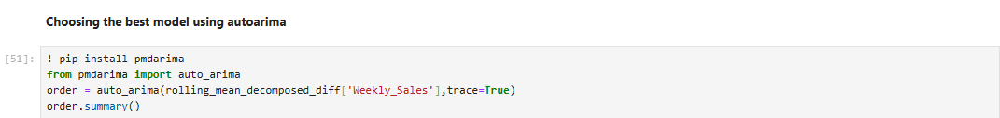 Choosing the best model using autoarima
[51]: ! pip install pmdarima
from pmdarima import auto_arima
order = auto_arima(rolling_mean_decomposed_diff['Weekly_Sales'],trace=True)
order.summary()